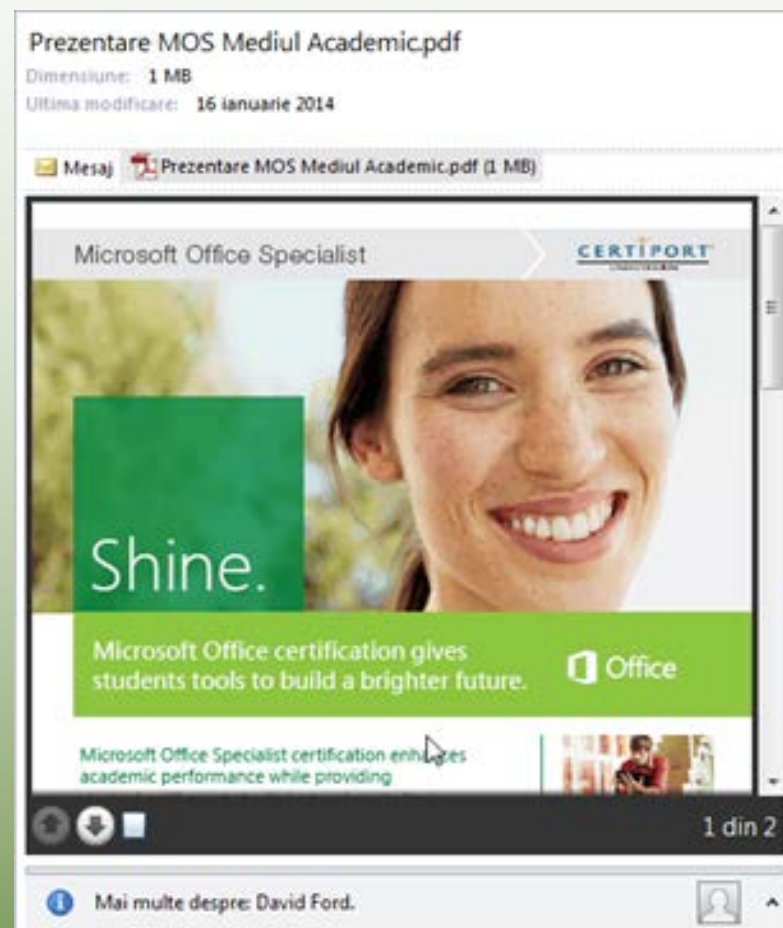 Prezentare MOS Mediul Academic.pdf
Dimensiune: 1 MB
Ultima modificare: 16 ianuarie 2014
Mesaj Prezentare MOS Mediul Academic.pdf (1 MB)
Microsoft Office Specialist
CERTIPORT
Shine.
Microsoft Office certification gives
students tools to build a brighter future.
Office
Microsoft Office Specialist certification enhances
academic performance while providing
1 din 2
Mai multe despre: David Ford.